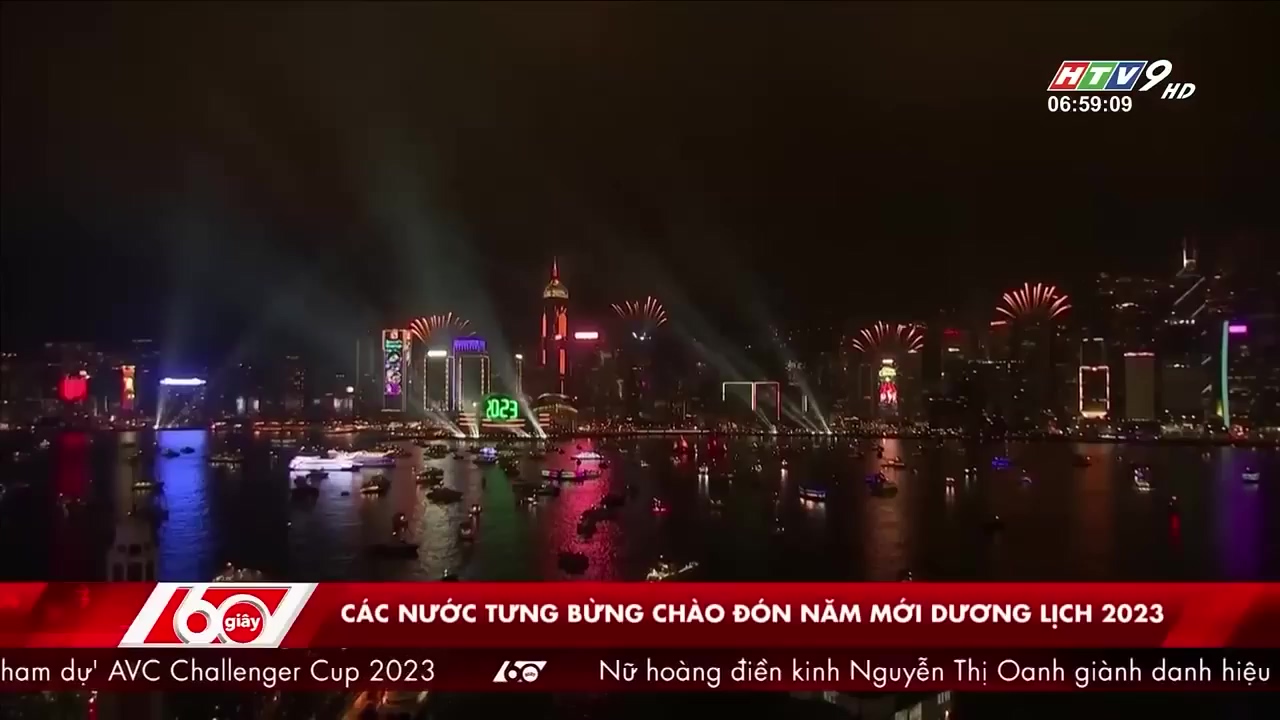 HTV9 HD
06:59:09
2023
60 giây
CÁC NƯỚC TƯNG BỪNG CHÀO ĐÓN NĂM MỚI DƯƠNG LỊCH 2023
ham dự' AVC Challenger Cup 2023 60 giây Nữ hoàng điền kinh Nguyễn Thị Oanh giành danh hiệu